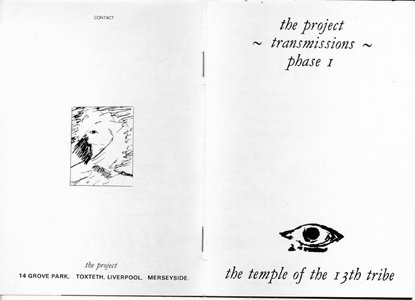 CONTACT
the project
14 GROVE PARK, TOXTETH, LIVERPOOL, MERSEYSIDE.
the project
~ transmissions ~
phase 1
the temple of the 13th tribe